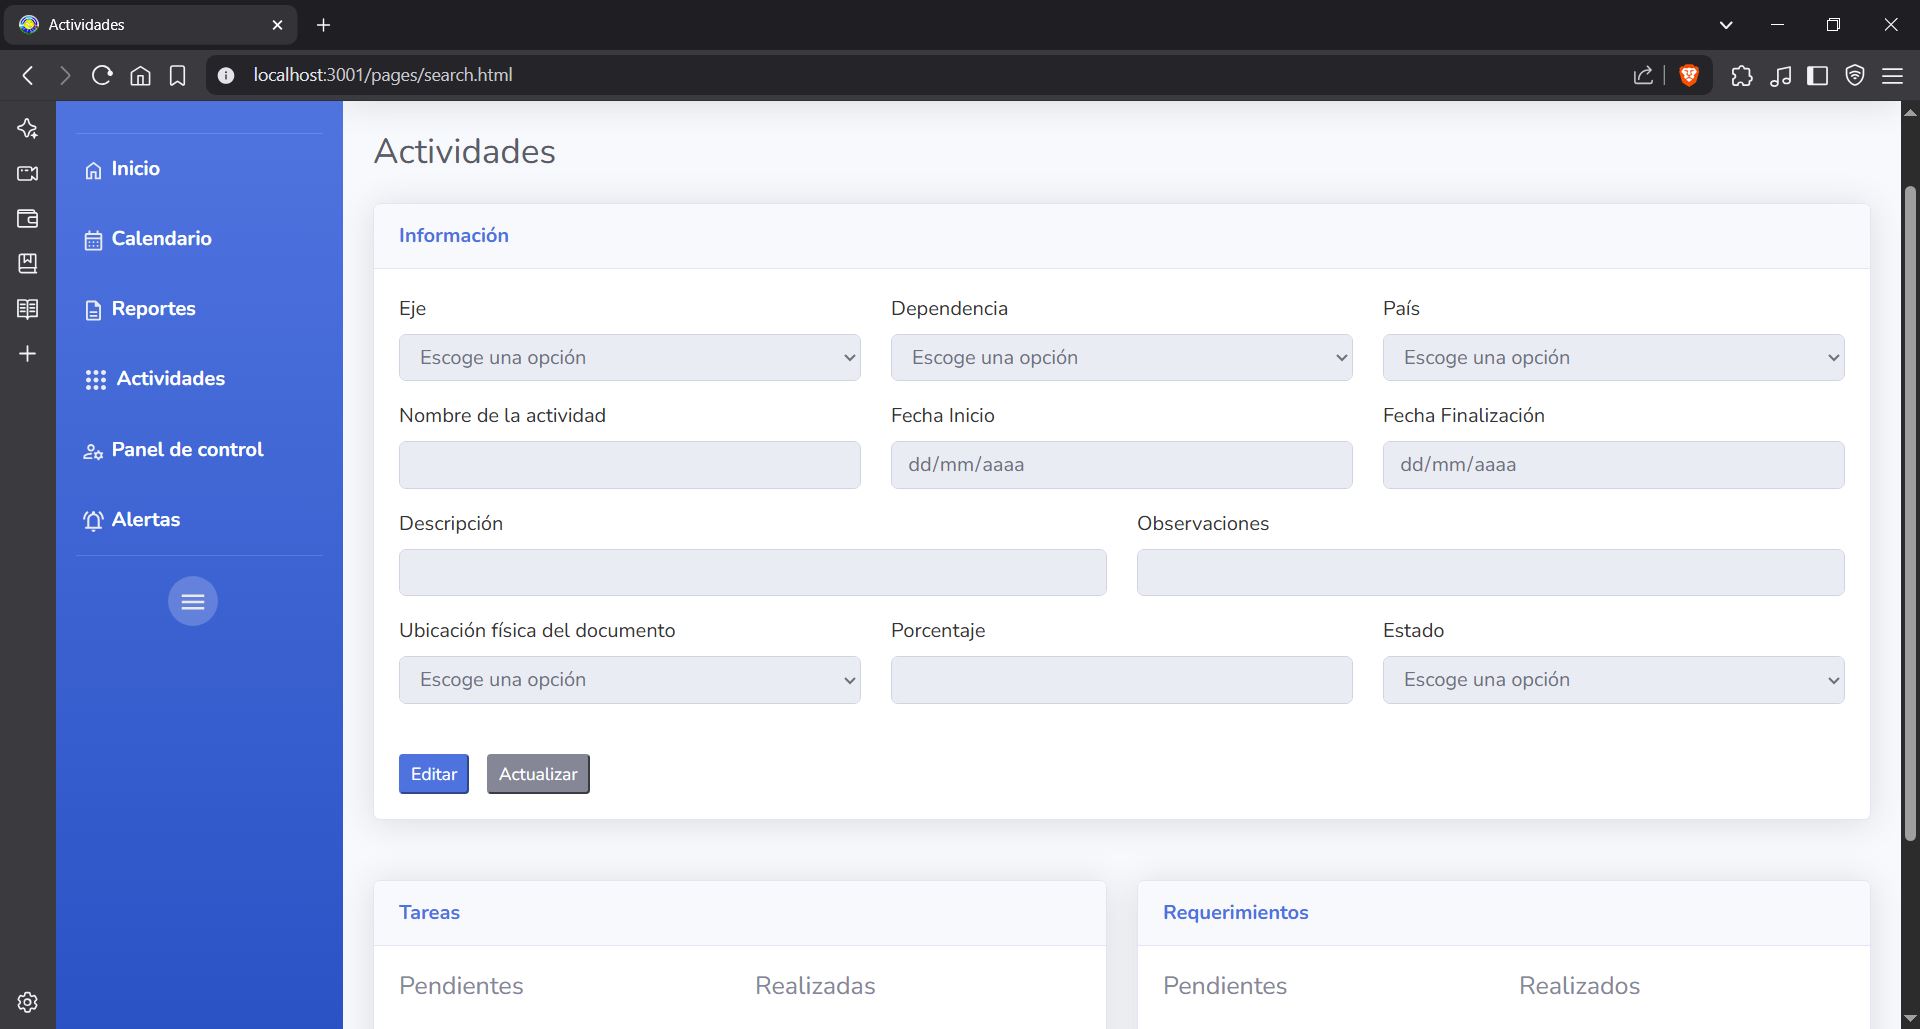 Actividades
localhost:3001/pages/search.html
Inicio
Calendario
Reportes
Actividades
Panel de control
Alertas
Actividades
Información
Eje Dependencia País
Escoge una opción Escoge una opción Escoge una opción
Nombre de la actividad Fecha Inicio Fecha Finalización
dd/mm/aaaa dd/mm/aaaa
Descripción Observaciones
Ubicación física del documento Porcentaje Estado
Escoge una opción Escoge una opción
Editar Actualizar
Tareas Requerimientos
Pendientes Realizadas Pendientes Realizados